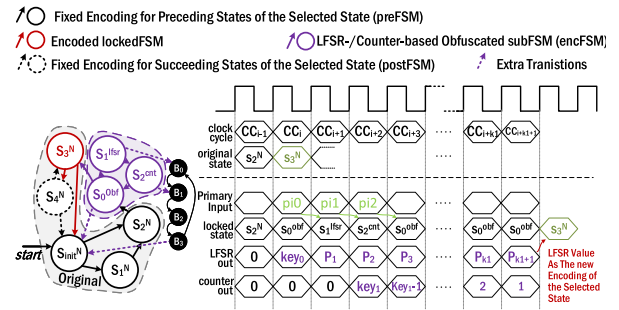 Fixed Encoding for Preceding States of the Selected State (preFSM)
Encoded lockedFSM
LFSR-/Counter-based Obfuscated subFSM (encFSM)
Fixed Encoding for Succeeding States of the Selected State (postFSM)
Extra Transtions
clock cycle CCi-1 CCi CCi+1 CCi+2 CCi+3 ..... CCi+k1 CCi+k1+1
original state S2N S3N
Primary Input pi0 pi1 pi2 .....
locked state S2N S0obf S1lfsr S2cnt S0obf ..... S0obf S0obf S3N
LFSR out 0 key0 P1 P2 P3 ..... Pk1 Pk1+1
counter out 0 0 0 key1 Key1-1 ..... 2 1
LFSR Value
As The new
Encoding of
the Selected
State
S3N
S1lfsr
S2cnt
S4N
S0Obf
S2N
SinitN
S1N
B0
B1
B2
B3
start
Original